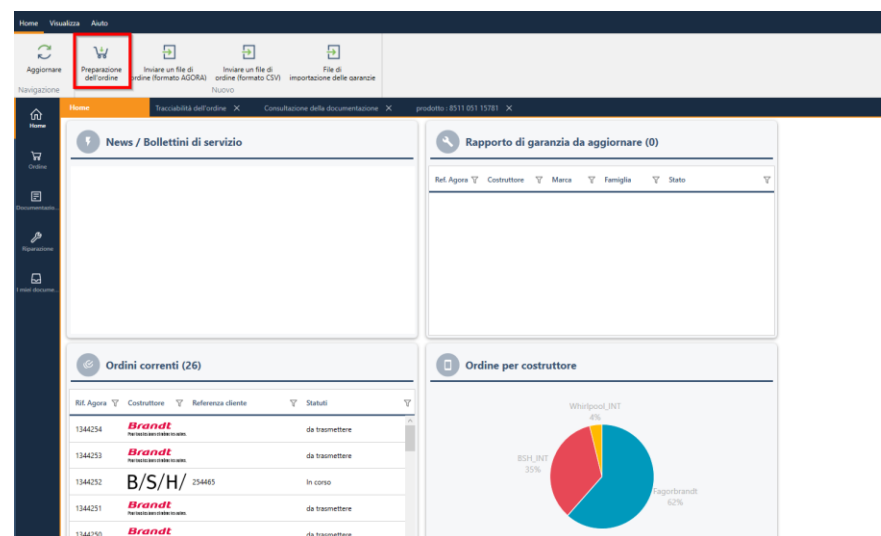 Home Visualizza Aiuto
Aggiornare
Preparazione dell'ordine
Inviare un file di ordine (formato AGORA)
Inviare un file di ordine (formato CSV)
File di importazione delle garanzie
Navigazione
Nuovo
Home
Tracciabilità dell'ordine
Consultazione della documentazione
prodotto : 8511 051 15781
Home
Ordine
Documentazio...
Riparazione
I miei docume...
News / Bollettini di servizio
Rapporto di garanzia da aggiornare (0)
Ref. Agora Costruttore Marca Famiglia Stato
Ordini correnti (26)
Rif. Agora Costruttore Referenza cliente Statuti
1344254 Brandt da trasmettere
1344253 Brandt da trasmettere
1344252 B/S/H/ 254465 In corso
1344251 Brandt da trasmettere
1344250 Brandt da trasmettere
Ordine per costruttore
Whirlpool_INT
4%
BSH_INT
35%
Fagorbrandt
62%